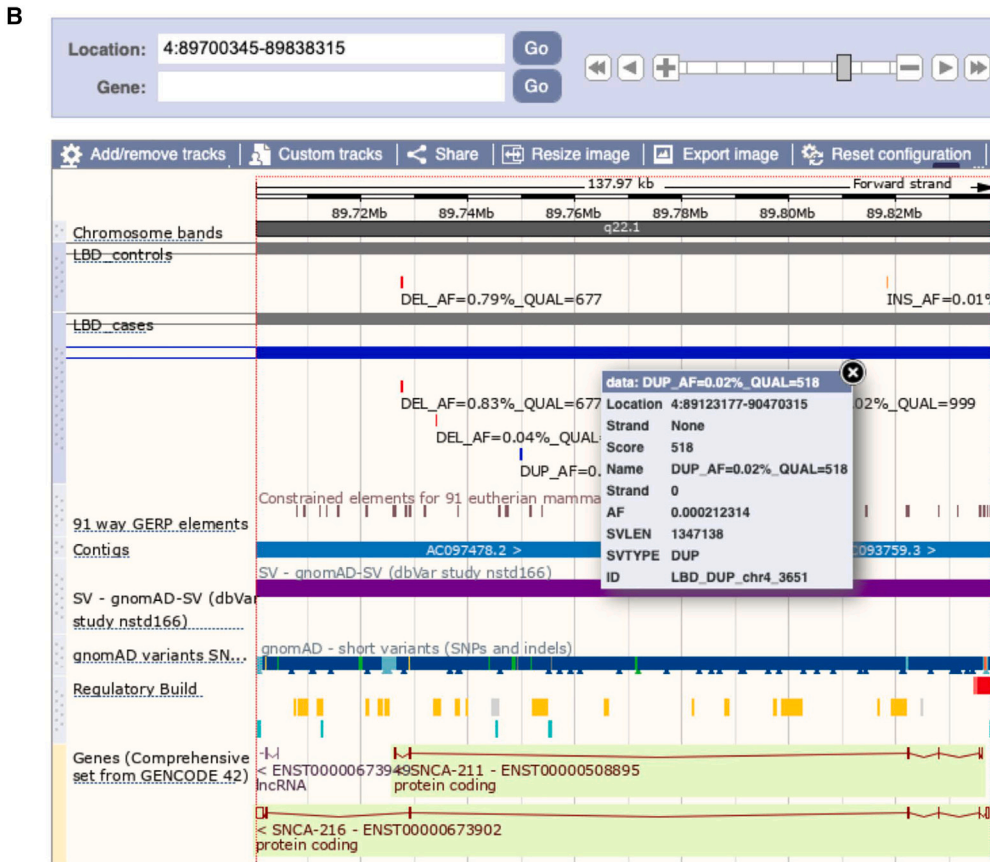 B
Location: 4:89700345-89838315 Go
Gene: Go
Add/remove tracks Custom tracks Share Resize image Export image Reset configuration
137.97 kb Forward strand
89.72Mb 89.74Mb 89.76Mb 89.78Mb 89.80Mb 89.82Mb
Chromosome bands q22.1
LBD_controls
DEL_AF=0.79%_QUAL=677 INS_AF=0.01%
LBD_cases
data: DUP_AF=0.02%_QUAL=518
Location 4:89123177-90470315
DEL_AF=0.83%_QUAL=677 02%_QUAL=999
Strand None
DEL_AF=0.04%_QUAL
Score 518
DUP_AF=0.
Name DUP_AF=0.02%_QUAL=518
Strand 0
AF 0.000212314
SVLEN 1347138
SVTYPE DUP
ID LBD_DUP_chr4_3651
Constrained elements for 91 eutherian mamma
91 way GERP elements
Contigs AC097478.2 > C093759.3 >
SV - gnomAD-SV (dbVar study nstd166)
SV - gnomAD-SV (dbVar
study nstd166)
gnomAD - short variants (SNPs and indels)
gnomAD variants SN...
Regulatory Build
Genes (Comprehensive
set from GENCODE 42)
< SNCA-211 - ENST00000508895
lncRNA protein coding
< SNCA-216 - ENST00000673902
protein coding